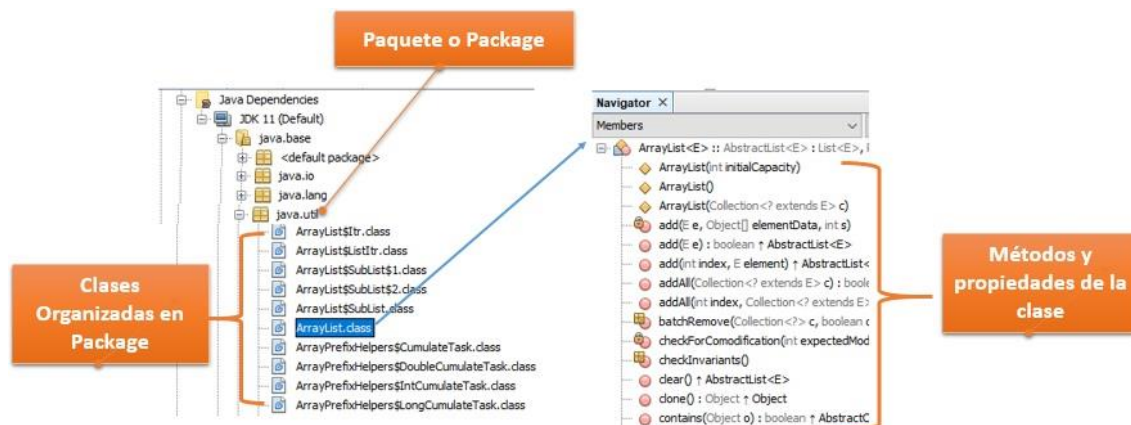 Paquete o Package
Java Dependencies
JDK 11 (Default)
java.base
<default package>
java.io
java.lang
java.util
ArrayList$Itr.class
ArrayList$ListItr.class
ArrayList$SubList$1.class
ArrayList$SubList$2.class
ArrayList$SubList.class
ArrayList.class
ArrayPrefixHelpers$CumulateTask.class
ArrayPrefixHelpers$DoubleCumulateTask.class
ArrayPrefixHelpers$IntCumulateTask.class
ArrayPrefixHelpers$LongCumulateTask.class
Clases
Organizadas en
Package
Navigator ×
Members
ArrayList<E> :: AbstractList<E> : List<E>,
ArrayList(int initialCapacity)
ArrayList()
ArrayList(Collection<? extends E> c)
add(E e, Object[] elementData, int s)
add(E e) : boolean ↑ AbstractList<E>
add(int index, E element) ↑ AbstractList<
addAll(Collection<? extends E> c) : boole
addAll(int index, Collection<? extends E>
batchRemove(Collection<?> c, boolean c
checkForComodification(int expectedMod
checkInvariants()
clear() ↑ AbstractList<E>
clone() : Object ↑ Object
contains(Object o) : boolean ↑ AbstractC
Métodos y
propiedades de la
clase